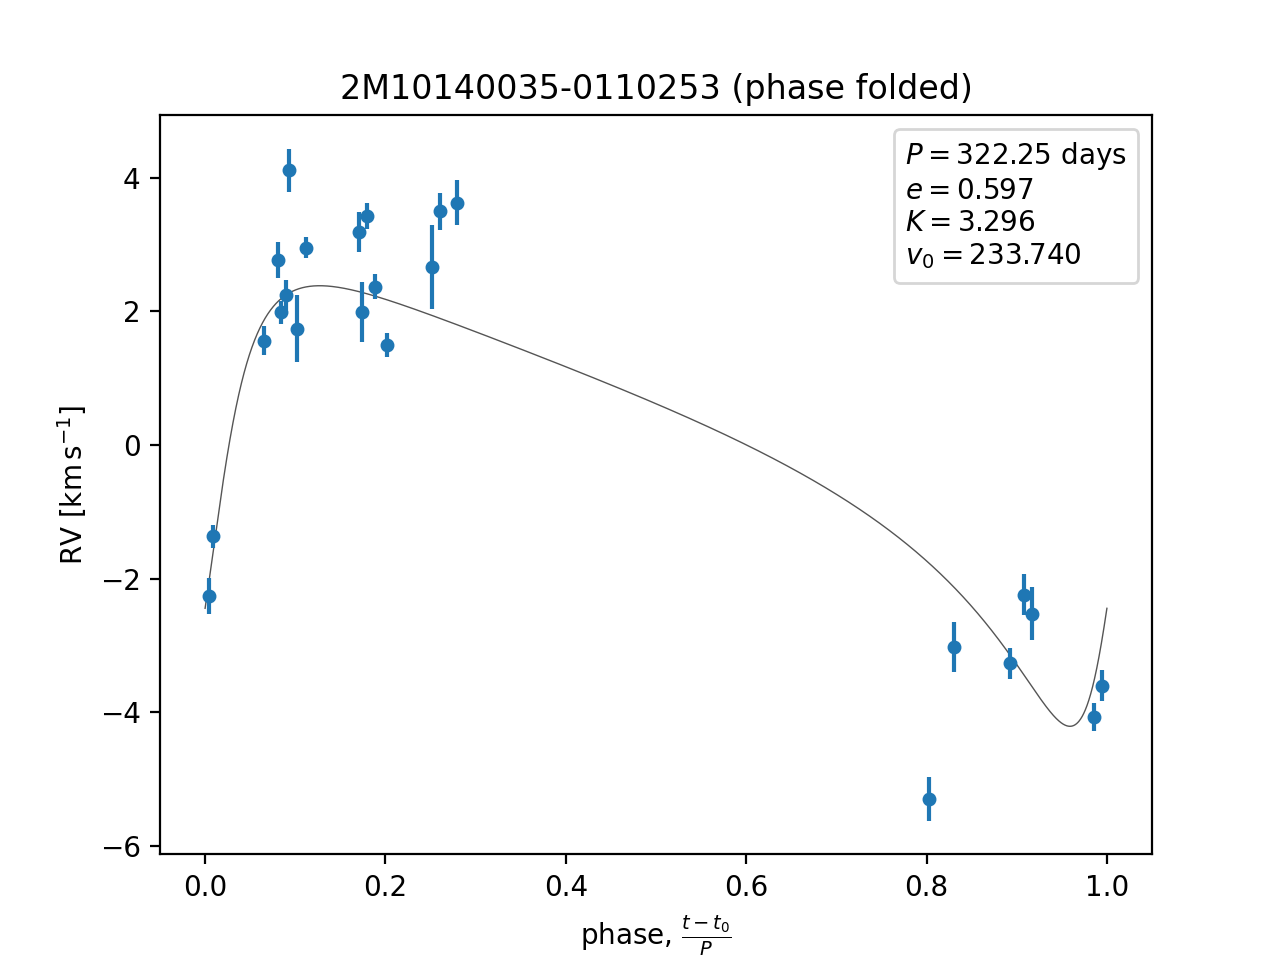 2M10140035-0110253 (phase folded)
P = 322.25 days
e = 0.597
K = 3.296
v₀ = 233.740
RV [km s⁻¹]
4
2
0
−2
−4
−6
0.0 0.2 0.4 0.6 0.8 1.0
phase, (t − t₀)/P